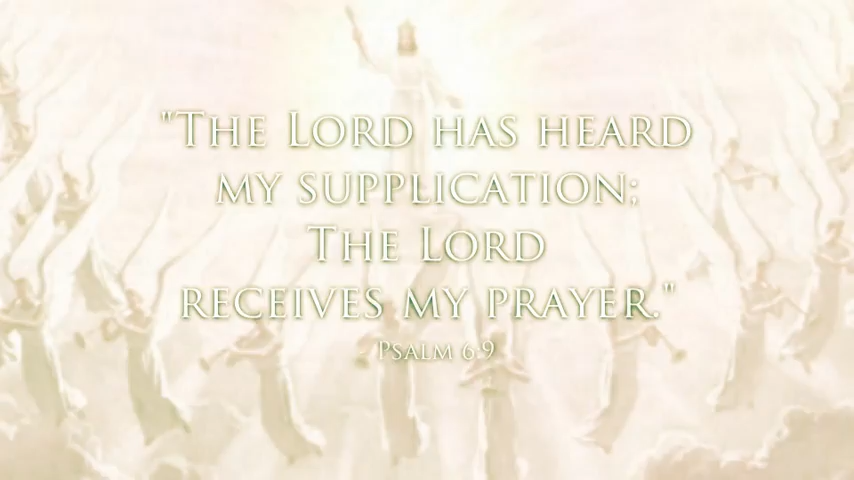 "The Lord has heard
my supplication;
The Lord
receives my prayer."
- Psalm 6:9